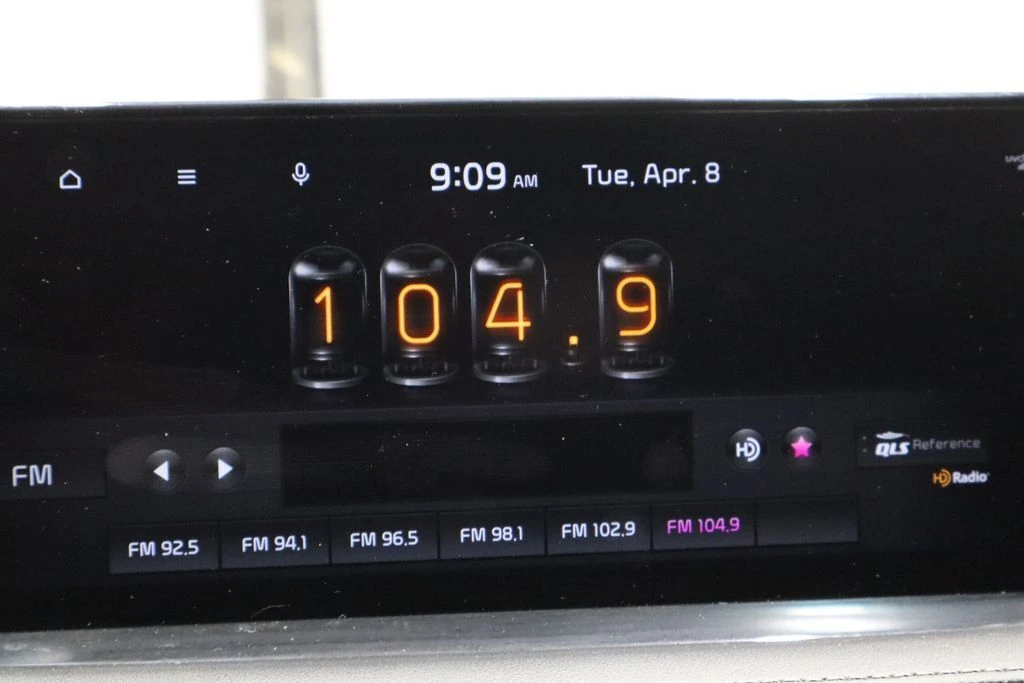 9:09 AM Tue, Apr. 8
104.9
FM
HD
QLS Reference
HD Radio
FM 92.5 FM 94.1 FM 96.5 FM 98.1 FM 102.9 FM 104.9